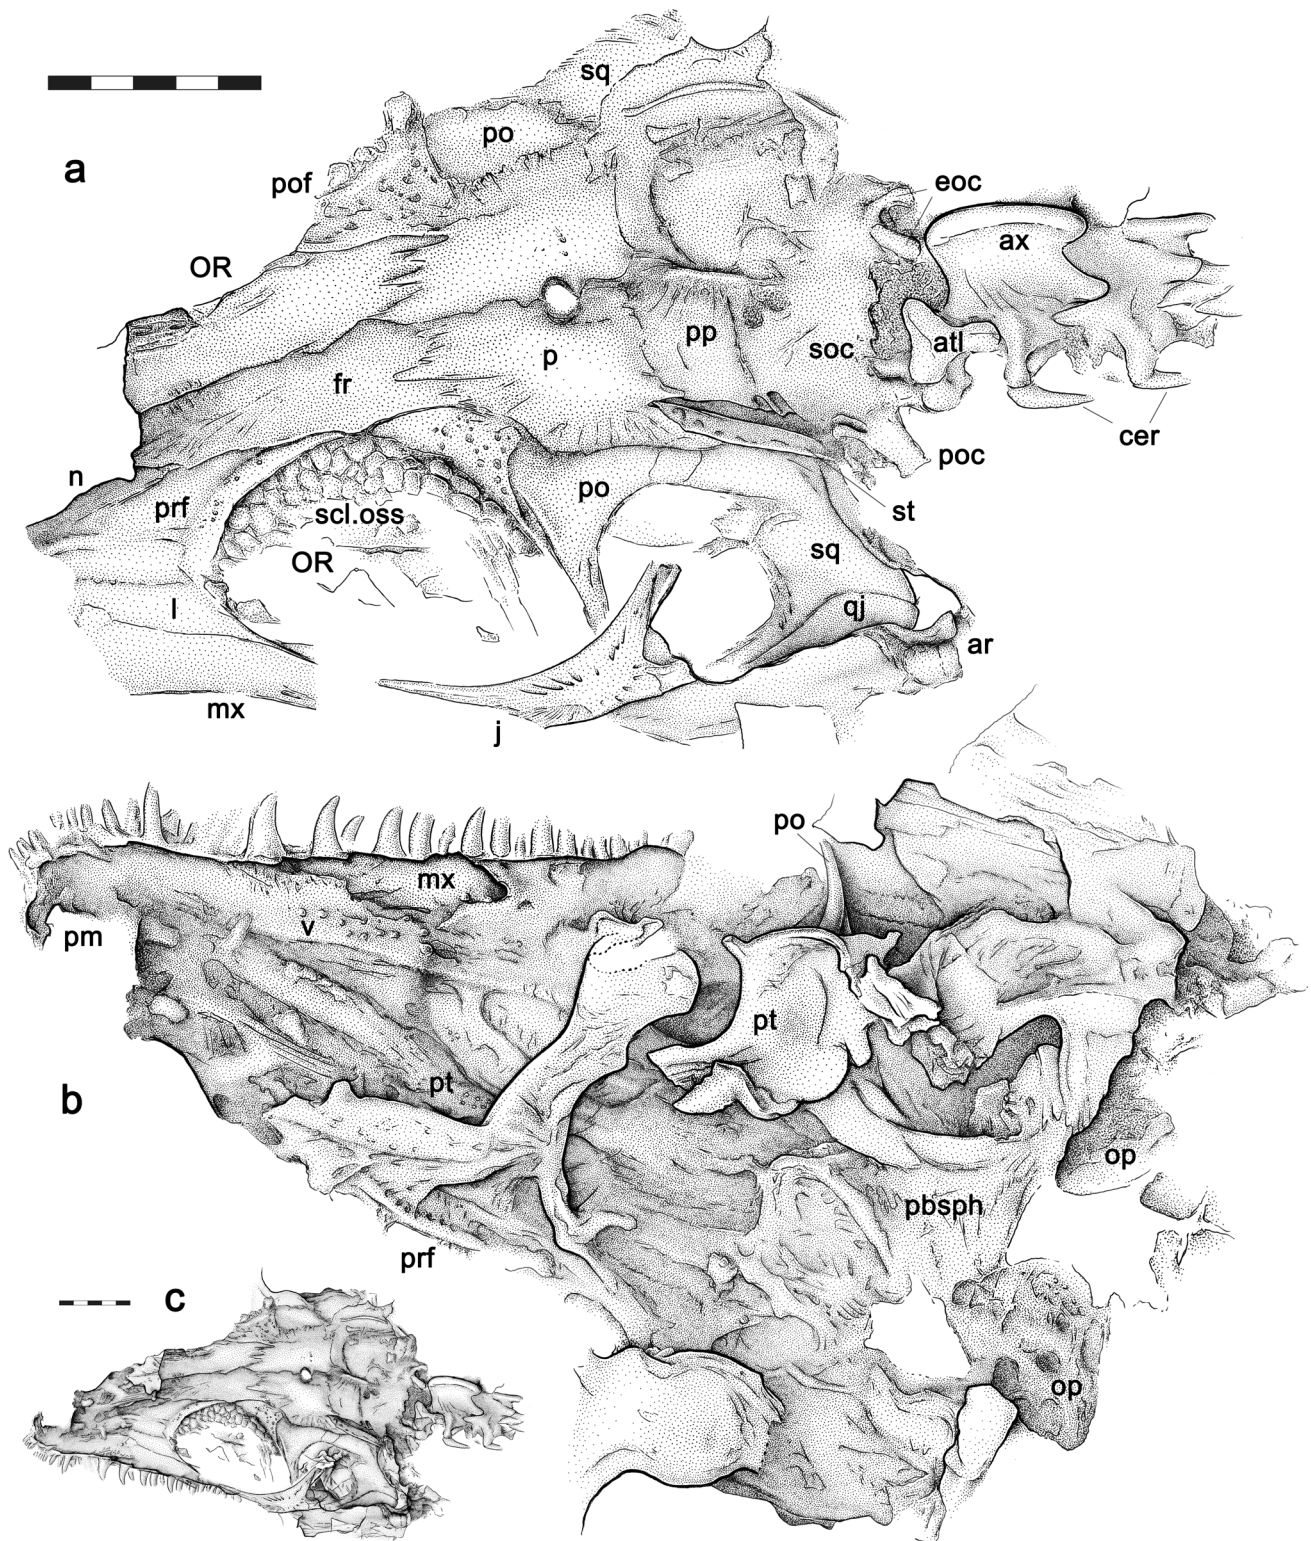 sq
po
a
pof
eoc
ax
OR
pp
atl
p
soc
fr
cer
n
poc
po
prf
scl.oss
st
OR
sq
l
qj
ar
mx
j
po
mx
v
pm
pt
pt
b
op
pbsph
prf
c
op